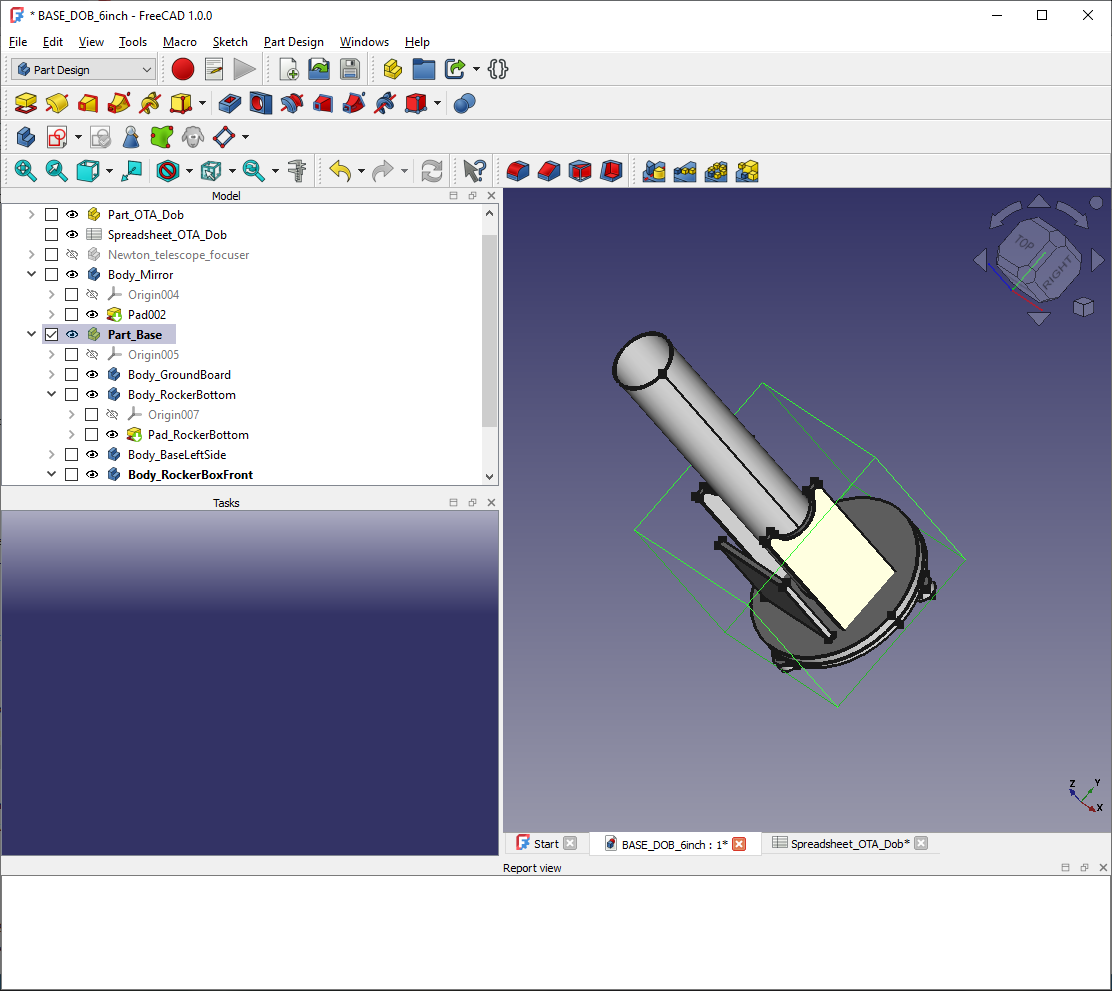 * BASE_DOB_6inch - FreeCAD 1.0.0
File Edit View Tools Macro Sketch Part Design Windows Help
Part Design
Model
Part_OTA_Dob
Spreadsheet_OTA_Dob
Newton_telescope_focuser
Body_Mirror
Origin004
Pad002
Part_Base
Origin005
Body_GroundBoard
Body_RockerBottom
Origin007
Pad_RockerBottom
Body_BaseLeftSide
Body_RockerBoxFront
Tasks
TOP
RIGHT
Z
Y
X
Start
BASE_DOB_6inch : 1*
Spreadsheet_OTA_Dob*
Report view